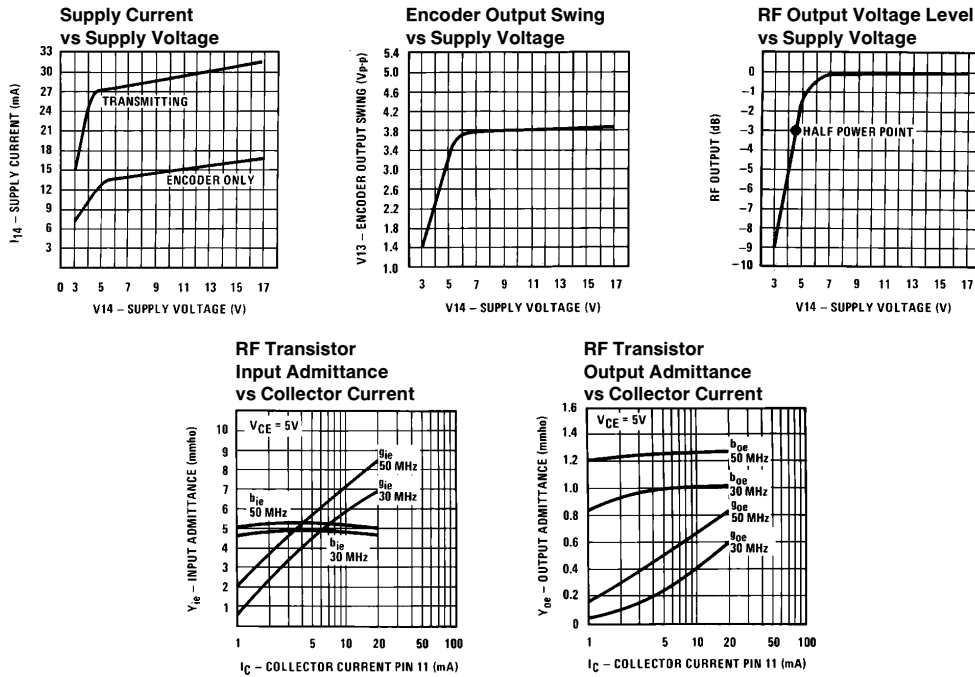 Supply Current
vs Supply Voltage
33
30
27
24
21
18
15
12
9
6
3
I14 – SUPPLY CURRENT (mA)
TRANSMITTING
ENCODER ONLY
0 3 5 7 9 11 13 15 17
V14 – SUPPLY VOLTAGE (V)
Encoder Output Swing
vs Supply Voltage
5.4
5.0
4.6
4.2
3.8
3.4
3.0
2.6
2.2
1.8
1.4
1.0
V13 – ENCODER OUTPUT SWING (Vp-p)
3 5 7 9 11 13 15 17
V14 – SUPPLY VOLTAGE (V)
RF Output Voltage Level
vs Supply Voltage
0
−1
−2
−3
−4
−5
−6
−7
−8
−9
−10
RF OUTPUT (dB)
HALF POWER POINT
3 5 7 9 11 13 15 17
V14 – SUPPLY VOLTAGE (V)
RF Transistor
Input Admittance
vs Collector Current
10
9
8
7
6
5
4
3
2
1
Yie – INPUT ADMITTANCE (mmho)
VCE = 5V
gie
50 MHz
gie
30 MHz
bie
50 MHz
bie
30 MHz
1 5 10 20 50 100
IC – COLLECTOR CURRENT PIN 11 (mA)
RF Transistor
Output Admittance
vs Collector Current
1.6
1.4
1.2
1.0
0.8
0.6
0.4
0.2
0
Yoe – OUTPUT ADMITTANCE (mmho)
VCE = 5V
boe
50 MHz
boe
30 MHz
goe
50 MHz
goe
30 MHz
1 5 10 20 50 100
IC – COLLECTOR CURRENT PIN 11 (mA)